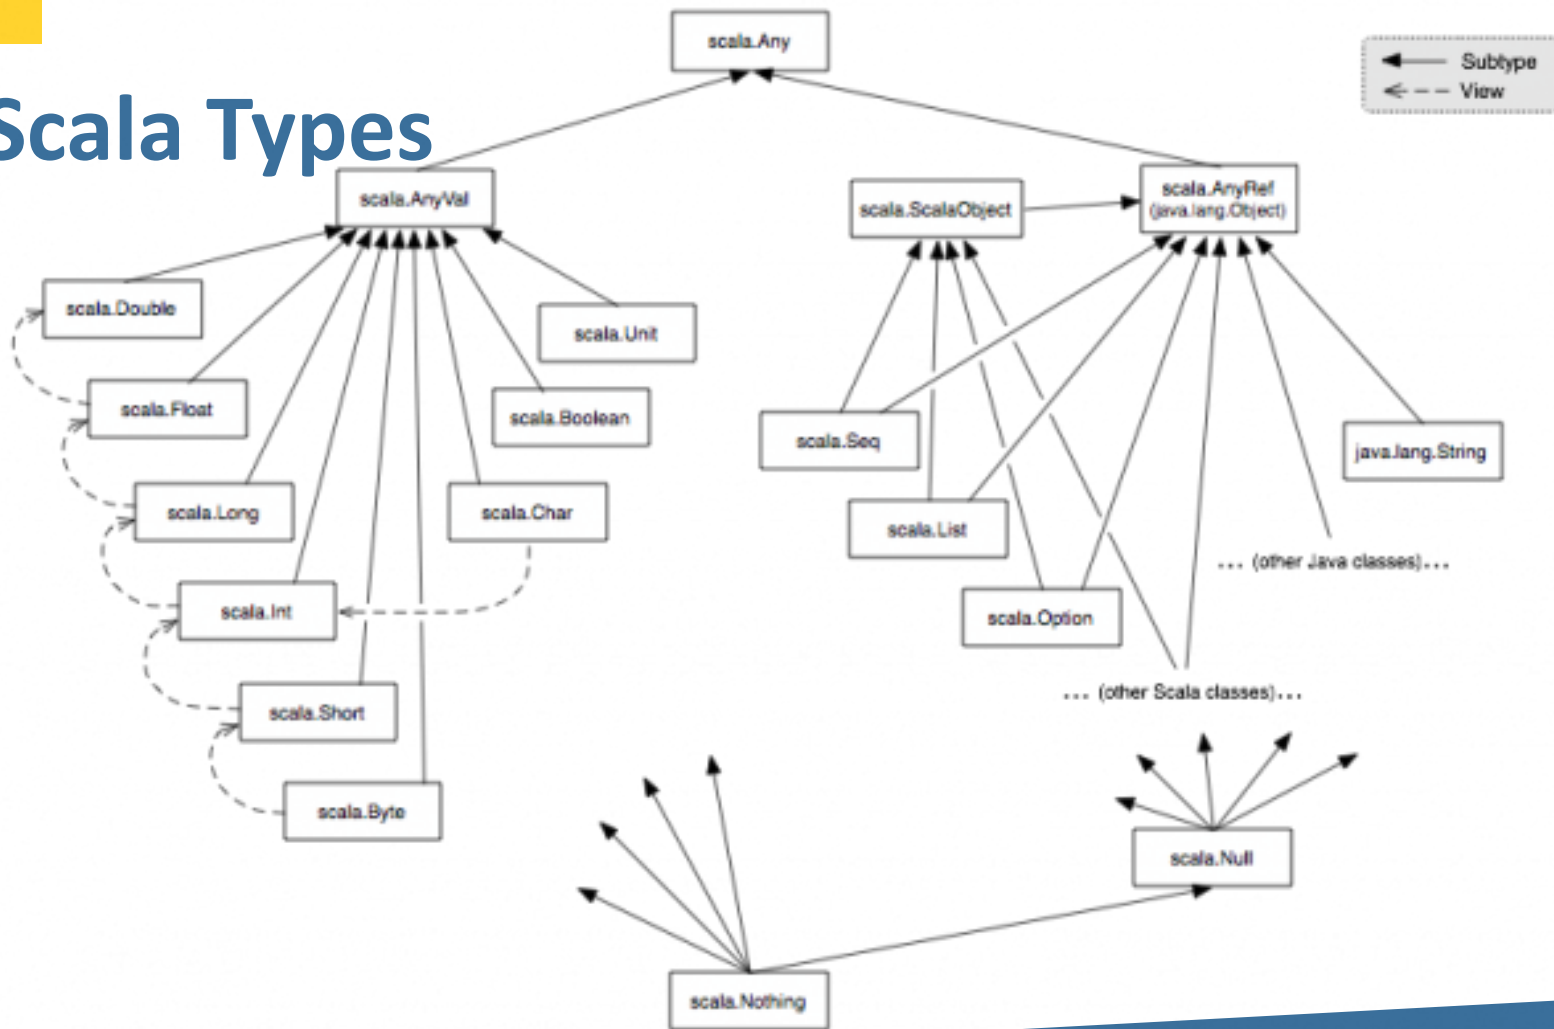 scala.Any
Subtype
View
Scala Types
scala.AnyVal
scala.ScalaObject
scala.AnyRef
(java.lang.Object)
scala.Double
scala.Unit
scala.Float
scala.Boolean
scala.Seq
java.lang.String
scala.Long
scala.Char
scala.List
... (other Java classes)...
scala.Int
scala.Option
... (other Scala classes)...
scala.Short
scala.Byte
scala.Null
scala.Nothing